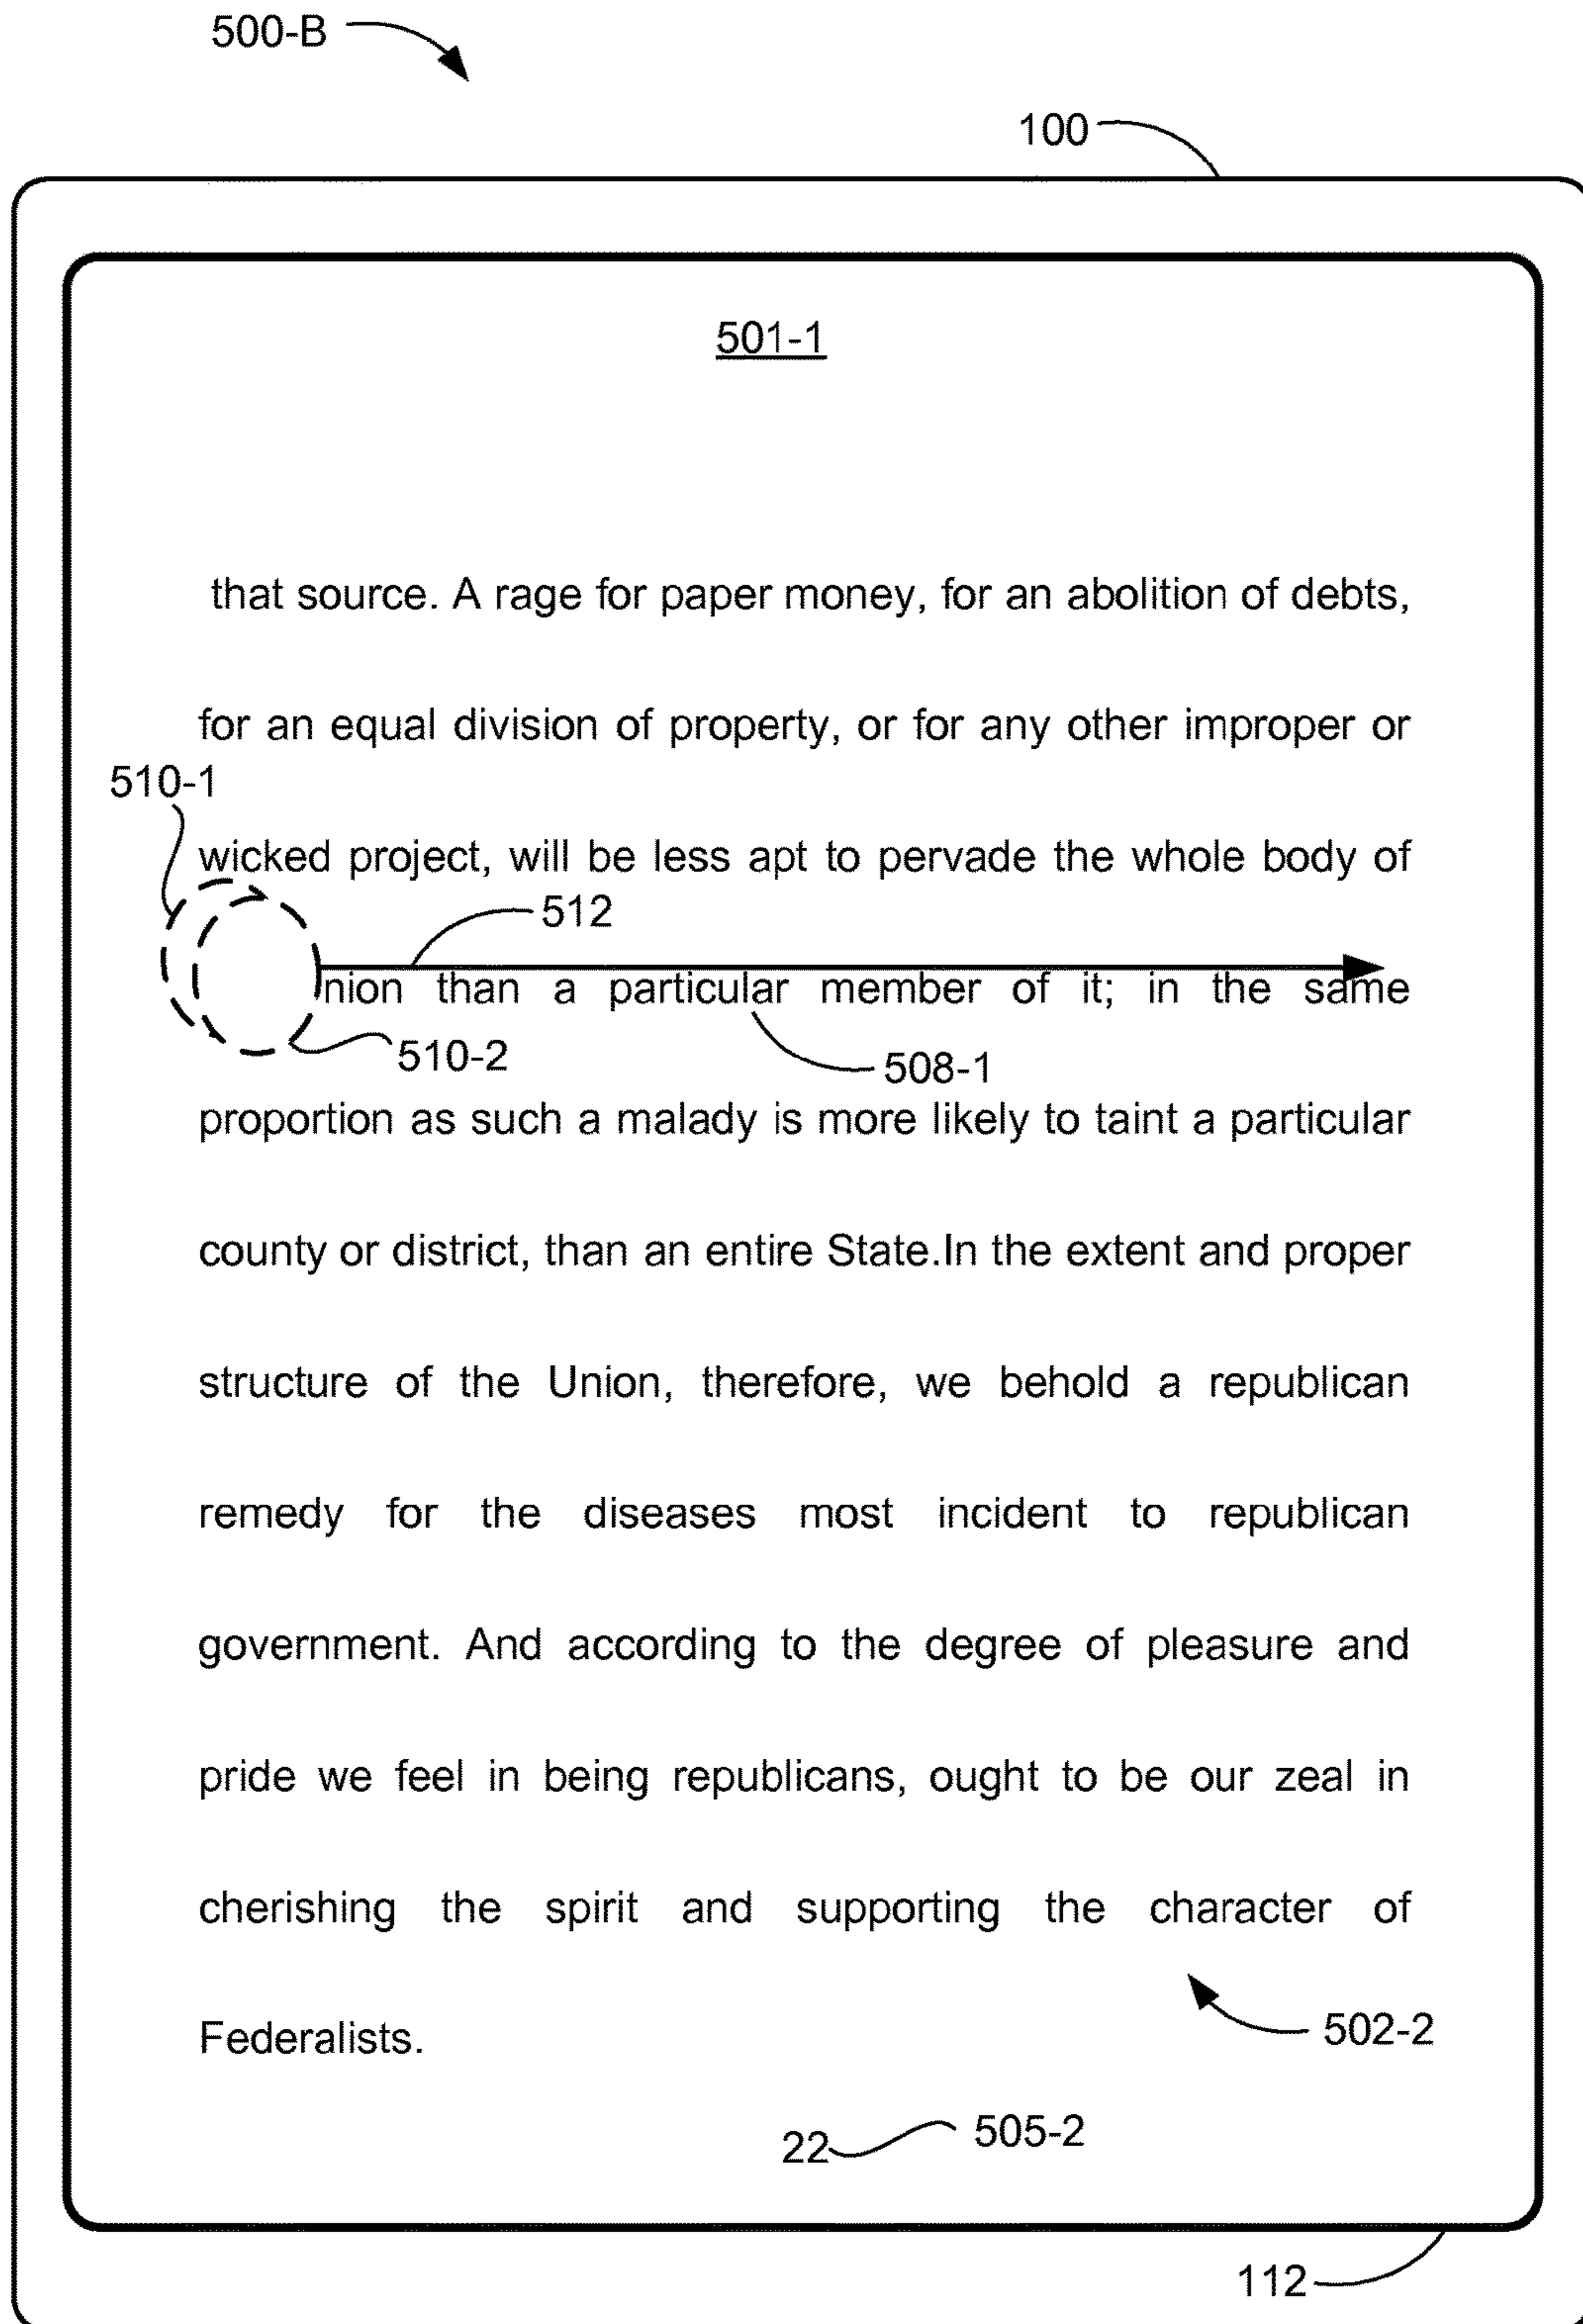 500-B
100
501-1
that source. A rage for paper money, for an abolition of debts,
for an equal division of property, or for any other improper or
510-1
wicked project, will be less apt to pervade the whole body of
512
nion than a particular member of it; in the same
510-2
508-1
proportion as such a malady is more likely to taint a particular
county or district, than an entire State.In the extent and proper
structure of the Union, therefore, we behold a republican
remedy for the diseases most incident to republican
government. And according to the degree of pleasure and
pride we feel in being republicans, ought to be our zeal in
cherishing the spirit and supporting the character of
502-2
Federalists.
22 505-2
112